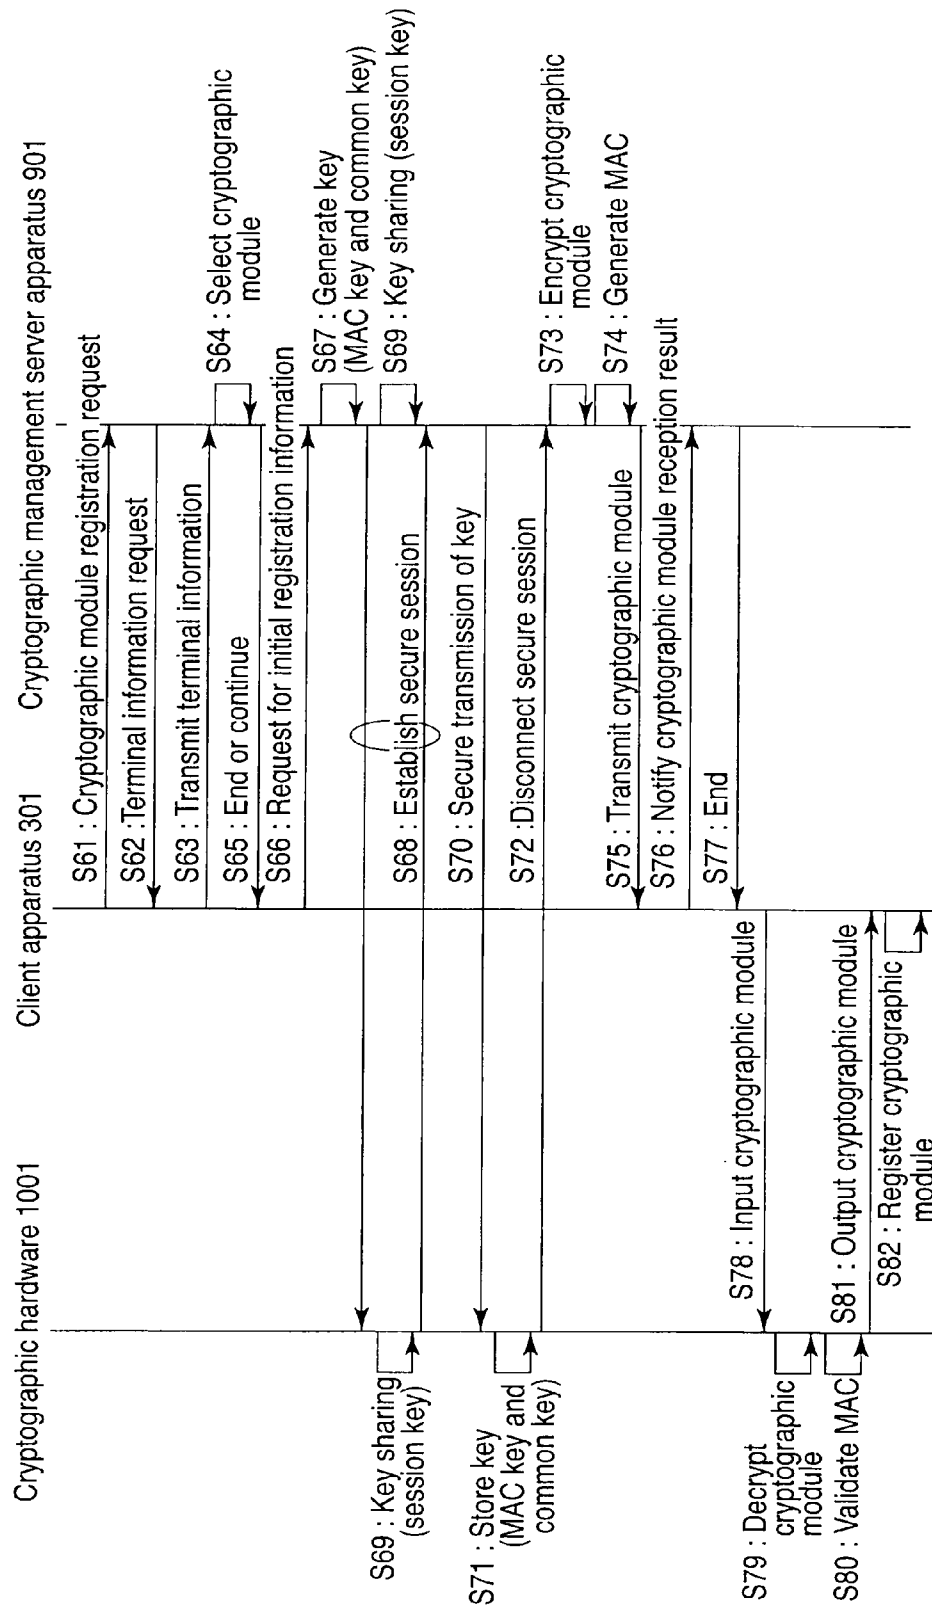 Cryptographic hardware 1001
Client apparatus 301
Cryptographic management server apparatus 901
S61 : Cryptographic module registration request
S62 :Terminal information request
S63 : Transmit terminal information
S64 : Select cryptographic
module
S65 : End or continue
S66 : Request for initial registration information
S67 : Generate key
(MAC key and common key)
S68 : Establish secure session
S69 : Key sharing
(session key)
S69 : Key sharing (session key)
S70 : Secure transmission of key
S71 : Store key
(MAC key and
common key)
S72 :Disconnect secure session
S73 : Encrypt cryptographic
module
S74 : Generate MAC
S75 : Transmit cryptographic module
S76 : Notify cryptographic module reception result
S77 : End
S78 : Input cryptographic module
S79 : Decrypt
cryptographic
module
S80 : Validate MAC
S81 : Output cryptographic module
S82 : Register cryptographic
module